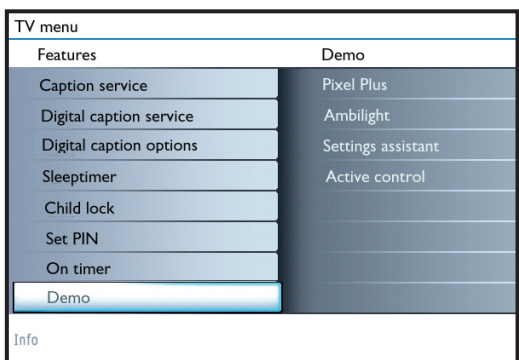 TV menu
Features
Demo
Caption service
Pixel Plus
Digital caption service
Ambilight
Digital caption options
Settings assistant
Sleeptimer
Active control
Child lock
Set PIN
On timer
Demo
Info